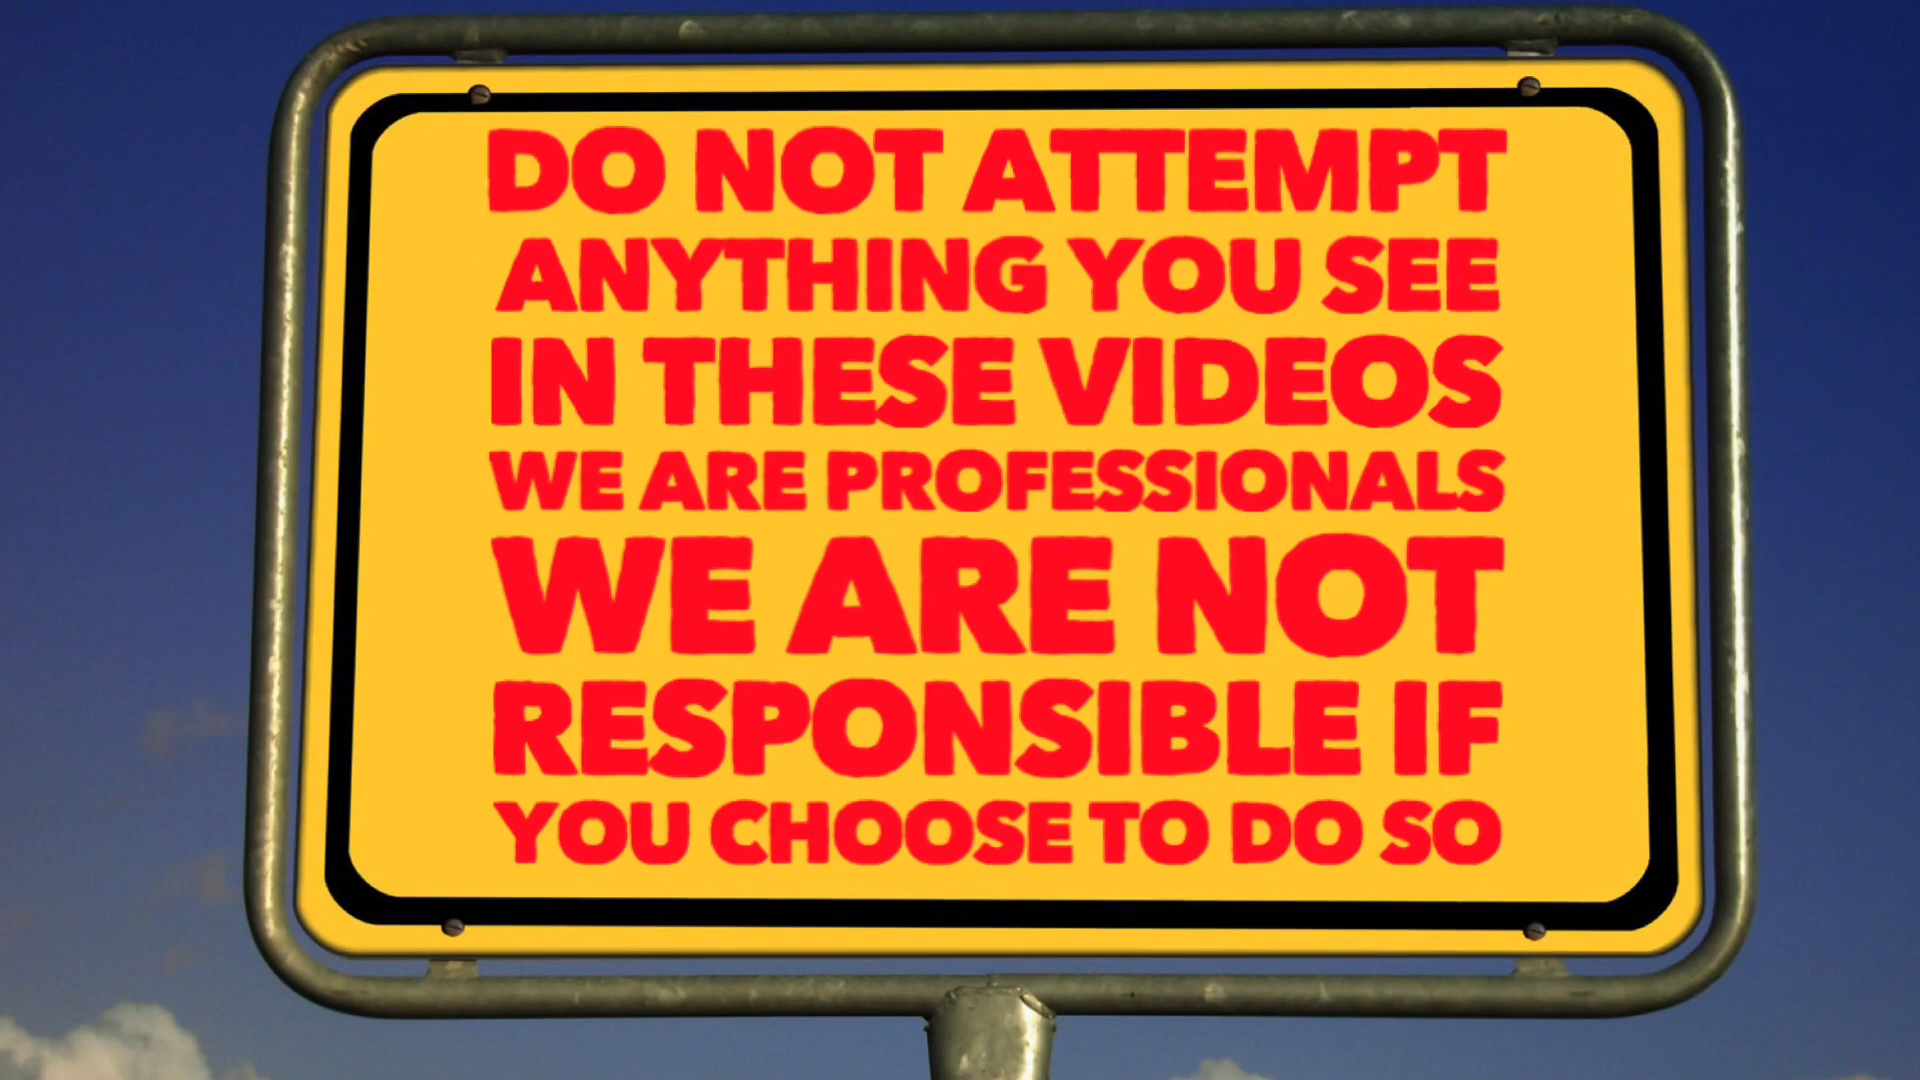 DO NOT ATTEMPT
ANYTHING YOU SEE
IN THESE VIDEOS
WE ARE PROFESSIONALS
WE ARE NOT
RESPONSIBLE IF
YOU CHOOSE TO DO SO